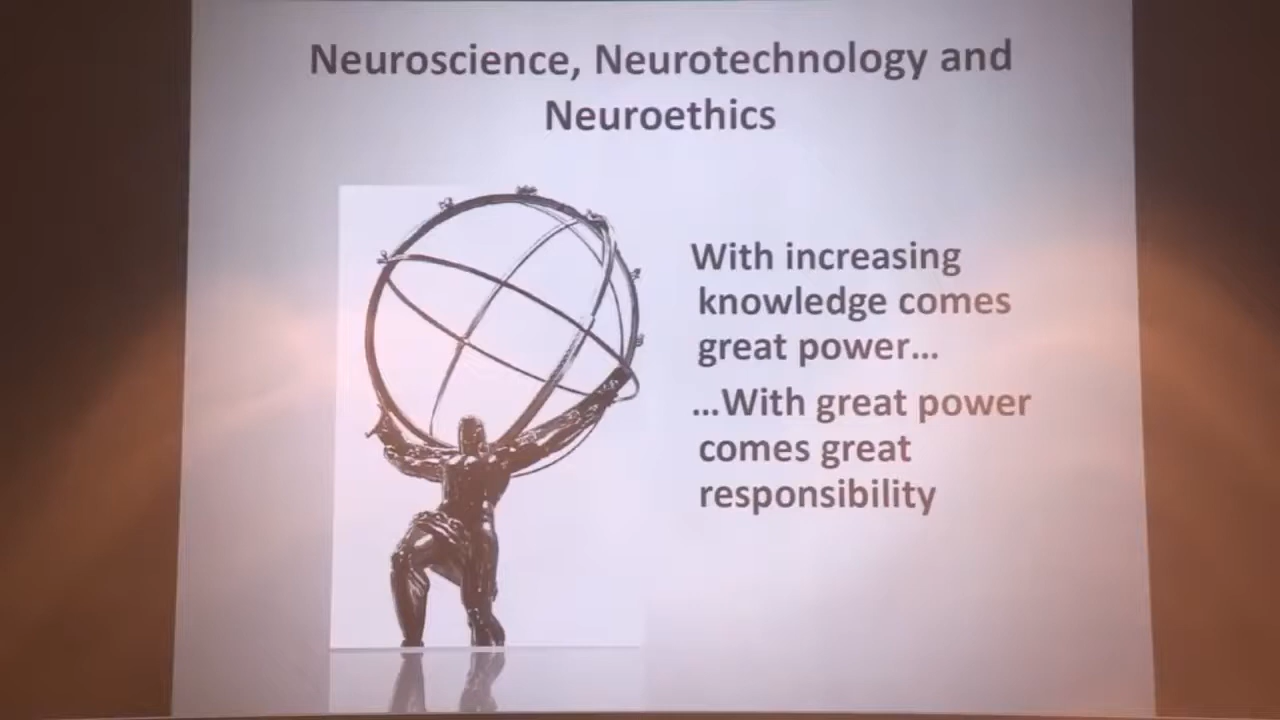 Neuroscience, Neurotechnology and
Neuroethics
With increasing
knowledge comes
great power...
...With great power
comes great
responsibility